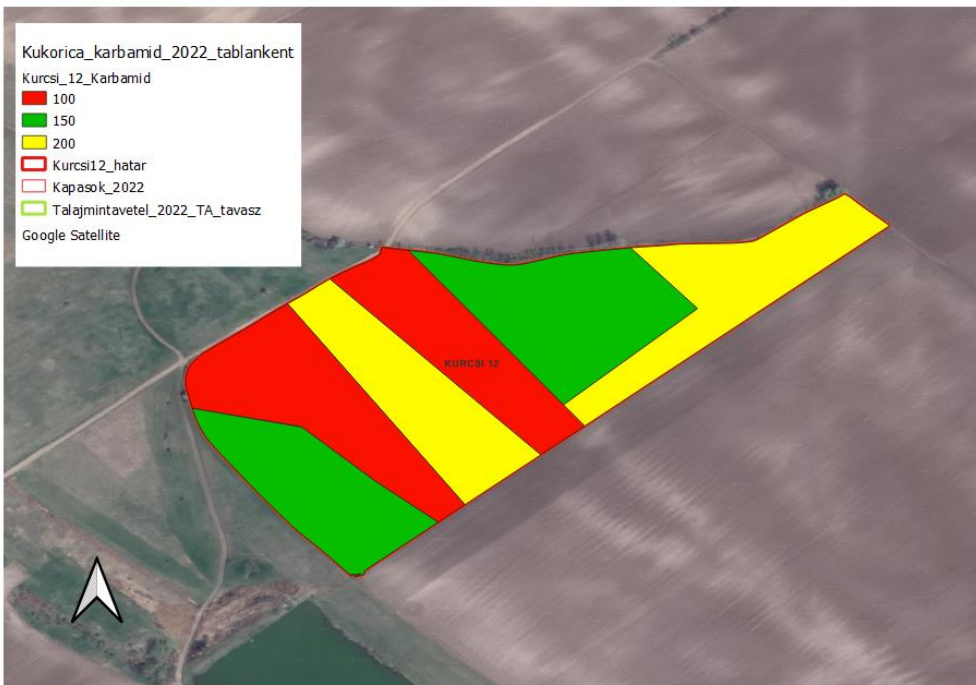 Kukorica_karbamid_2022_tablankent
Kurcsi_12_Karbamid
100
150
200
Kurcsi12_hatar
Kapasok_2022
Talajmintavetel_2022_TA_tavasz
Google Satellite
KURCSI 12